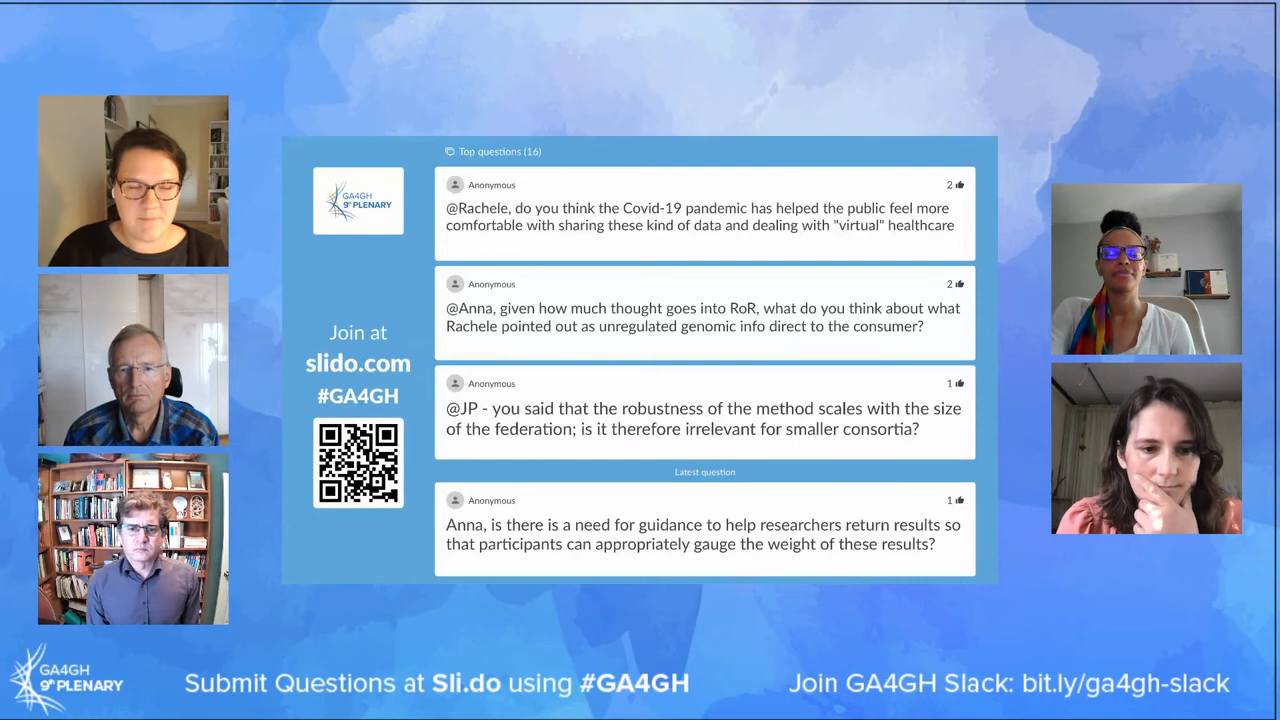 GA4GH
9th PLENARY
Join at
slido.com
#GA4GH
Top questions (16)
Anonymous
2
@Rachele, do you think the Covid-19 pandemic has helped the public feel more
comfortable with sharing these kind of data and dealing with "virtual" healthcare
Anonymous
2
@Anna, given how much thought goes into RoR, what do you think about what
Rachele pointed out as unregulated genomic info direct to the consumer?
Anonymous
1
@JP - you said that the robustness of the method scales with the size
of the federation; is it therefore irrelevant for smaller consortia?
Latest question
Anonymous
1
Anna, is there is a need for guidance to help researchers return results so
that participants can appropriately gauge the weight of these results?
GA4GH
9th PLENARY
Submit Questions at Sli.do using #GA4GH
Join GA4GH Slack: bit.ly/ga4gh-slack